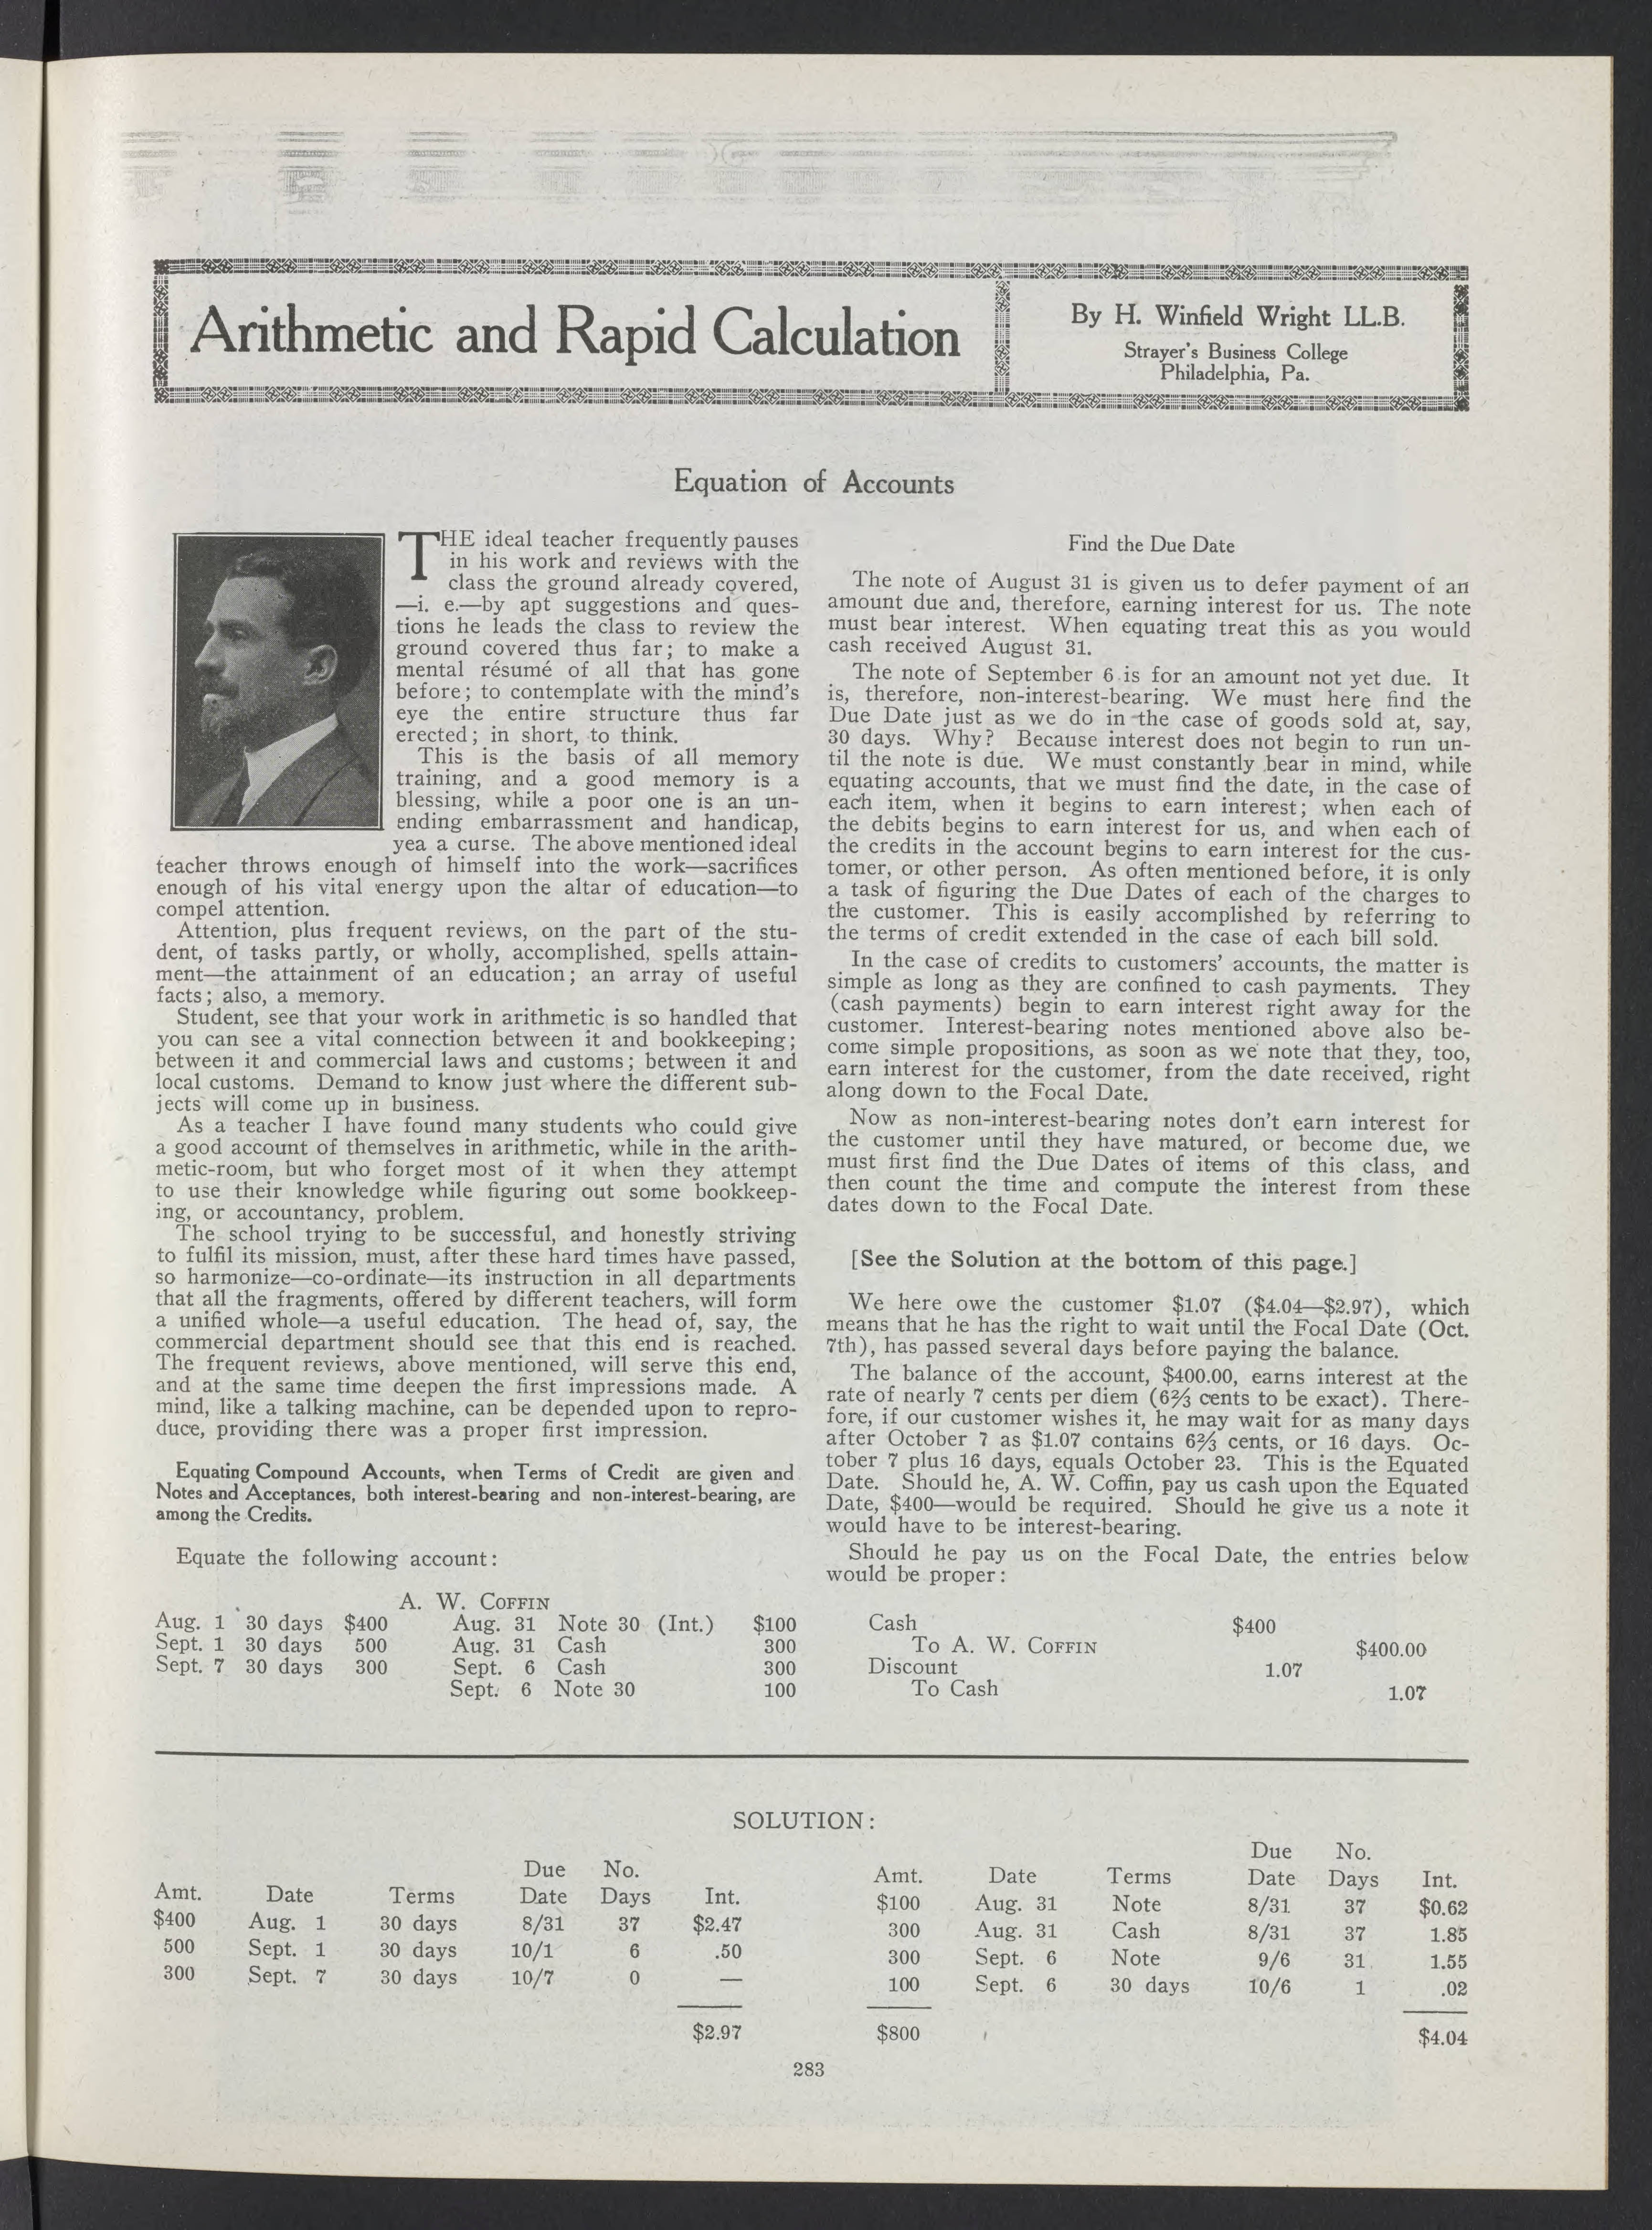 Arithmetic and Rapid Calculation
By H. Winfield Wright LL.B.
Strayer's Business College
Philadelphia, Pa.
Equation of Accounts
THE ideal teacher frequently pauses
in his work and reviews with the
class the ground already covered,
—i. e.—by apt suggestions and ques-
tions he leads the class to review the
ground covered thus far; to make a
mental résumé of all that has gone
before; to contemplate with the mind's
eye the entire structure thus far
erected; in short, to think.
This is the basis of all memory
training, and a good memory is a
blessing, while a poor one is an un-
ending embarrassment and handicap,
yea a curse. The above mentioned ideal
teacher throws enough of himself into the work—sacrifices
enough of his vital energy upon the altar of education—to
compel attention.
Attention, plus frequent reviews, on the part of the stu-
dent, of tasks partly, or wholly, accomplished, spells attain-
ment—the attainment of an education; an array of useful
facts; also, a memory.
Student, see that your work in arithmetic is so handled that
you can see a vital connection between it and bookkeeping;
between it and commercial laws and customs; between it and
local customs. Demand to know just where the different sub-
jects will come up in business.
As a teacher I have found many students who could give
a good account of themselves in arithmetic, while in the arith-
metic-room, but who forget most of it when they attempt
to use their knowledge while figuring out some bookkeep-
ing, or accountancy, problem.
The school trying to be successful, and honestly striving
to fulfil its mission, must, after these hard times have passed,
so harmonize—co-ordinate—its instruction in all departments
that all the fragments, offered by different teachers, will form
a unified whole—a useful education. The head of, say, the
commercial department should see that this end is reached.
The frequent reviews, above mentioned, will serve this end,
and at the same time deepen the first impressions made. A
mind, like a talking machine, can be depended upon to repro-
duce, providing there was a proper first impression.
Equating Compound Accounts, when Terms of Credit are given and
Notes and Acceptances, both interest-bearing and non-interest-bearing, are
among the Credits.
Equate the following account:
A. W. COFFIN
Aug. 1 30 days $400 Aug. 31 Note 30 (Int.) $100
Sept. 1 30 days 500 Aug. 31 Cash 300
Sept. 7 30 days 300 Sept. 6 Cash 300
Sept. 6 Note 30 100
Find the Due Date
The note of August 31 is given us to defer payment of an
amount due and, therefore, earning interest for us. The note
must bear interest. When equating treat this as you would
cash received August 31.
The note of September 6 is for an amount not yet due. It
is, therefore, non-interest-bearing. We must here find the
Due Date just as we do in the case of goods sold at, say,
30 days. Why? Because interest does not begin to run un-
til the note is due. We must constantly bear in mind, while
equating accounts, that we must find the date, in the case of
each item, when it begins to earn interest; when each of
the debits begins to earn interest for us, and when each of
the credits in the account begins to earn interest for the cus-
tomer, or other person. As often mentioned before, it is only
a task of figuring the Due Dates of each of the charges to
the customer. This is easily accomplished by referring to
the terms of credit extended in the case of each bill sold.
In the case of credits to customers' accounts, the matter is
simple as long as they are confined to cash payments. They
(cash payments) begin to earn interest right away for the
customer. Interest-bearing notes mentioned above also be-
come simple propositions, as soon as we note that they, too,
earn interest for the customer, from the date received, right
along down to the Focal Date.
Now as non-interest-bearing notes don't earn interest for
the customer until they have matured, or become due, we
must first find the Due Dates of items of this class, and
then count the time and compute the interest from these
dates down to the Focal Date.
[See the Solution at the bottom of this page.]
We here owe the customer $1.07 ($4.04—$2.97), which
means that he has the right to wait until the Focal Date (Oct.
7th), has passed several days before paying the balance.
The balance of the account, $400.00, earns interest at the
rate of nearly 7 cents per diem (6⅔ cents to be exact). There-
fore, if our customer wishes it, he may wait for as many days
after October 7 as $1.07 contains 6⅔ cents, or 16 days. Oc-
tober 7 plus 16 days, equals October 23. This is the Equated
Date. Should he, A. W. Coffin, pay us cash upon the Equated
Date, $400—would be required. Should he give us a note it
would have to be interest-bearing.
Should he pay us on the Focal Date, the entries below
would be proper:
Cash $400
To A. W. COFFIN $400.00
Discount 1.07
To Cash 1.07
SOLUTION:
Due No.
Amt. Date Terms Date Days Int.
$400 Aug. 1 30 days 8/31 37 $2.47
500 Sept. 1 30 days 10/1 6 .50
300 Sept. 7 30 days 10/7 0 —
$2.97
Due No.
Amt. Date Terms Date Days Int.
$100 Aug. 31 Note 8/31 37 $0.62
300 Aug. 31 Cash 8/31 37 1.85
300 Sept. 6 Note 9/6 31 1.55
100 Sept. 6 30 days 10/6 1 .02
$800 $4.04
283